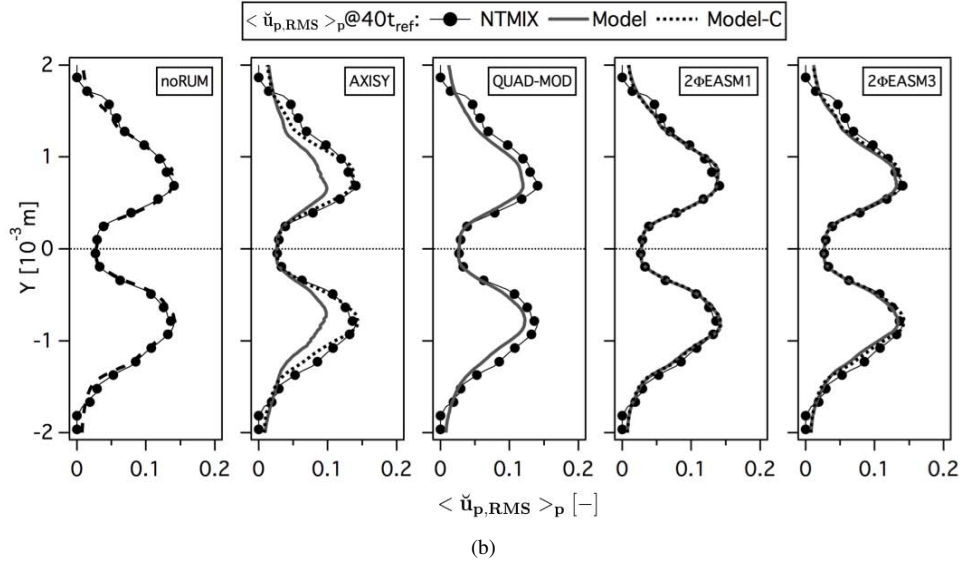 < ŭp,RMS >p@40tref: NTMIX Model Model-C
noRUM AXISY QUAD-MOD 2ΦEASM1 2ΦEASM3
2
1
0
-1
-2
Y [10⁻³m]
0 0.1 0.2 0 0.1 0.2 0 0.1 0.2 0 0.1 0.2 0 0.1 0.2
< ŭp,RMS >p [−]
(b)